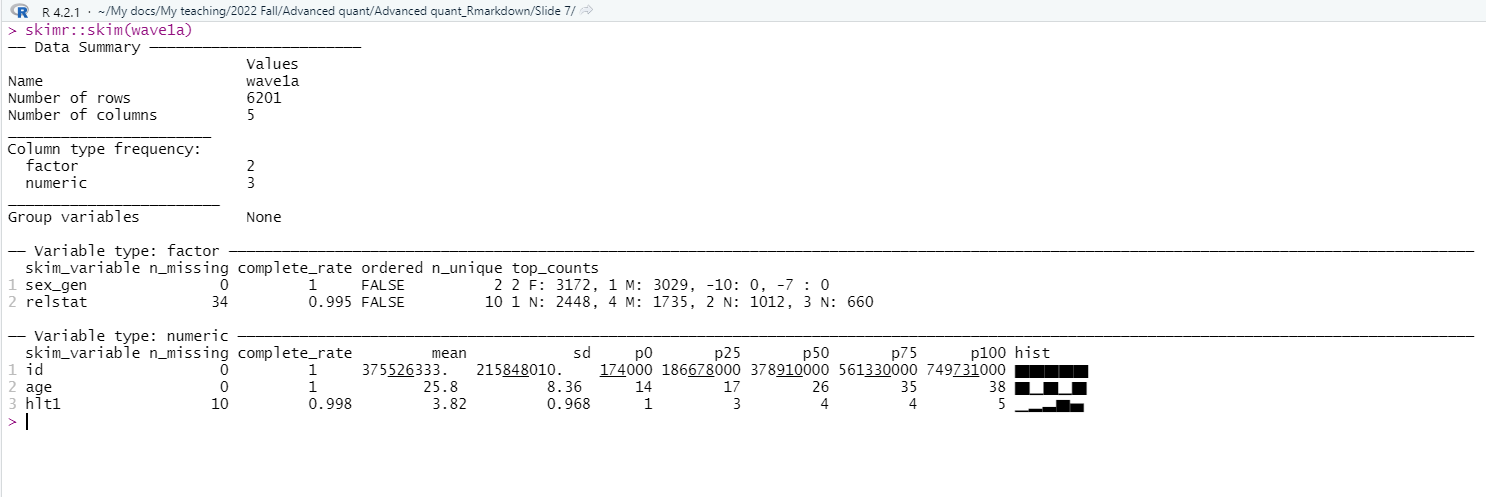 R 4.2.1 · ~/My docs/My teaching/2022 Fall/Advanced quant/Advanced quant_Rmarkdown/Slide 7/
> skimr::skim(wave1a)
── Data Summary ────────────────────────
                           Values
Name                       wave1a
Number of rows             6201
Number of columns          5
_______________________
Column type frequency:
  factor                   2
  numeric                  3
________________________
Group variables            None
── Variable type: factor ────────────────────────
  skim_variable n_missing complete_rate ordered n_unique top_counts
1 sex_gen               0         1     FALSE          2 2 F: 3172, 1 M: 3029, -10: 0, -7 : 0
2 relstat              34         0.995 FALSE         10 1 N: 2448, 4 M: 1735, 2 N: 1012, 3 N: 660
── Variable type: numeric ────────────────────────
  skim_variable n_missing complete_rate         mean           sd     p0       p25       p50       p75      p100 hist
1 id                    0         1     375526333.   215848010.   174000 186678000 378910000 561330000 749731000 ▇▇▇▇▇
2 age                   0         1            25.8         8.36      14        17        26        35        38 ▇▁▇▁▇
3 hlt1                 10         0.998         3.82        0.968      1         3         4         4         5 ▁▂▃▇▅
>